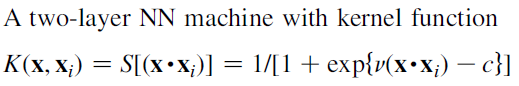 A two-layer NN machine with kernel function
K(x, xᵢ) = S[(x•xᵢ)] = 1/[1 + exp{ν(x•xᵢ) − c}]